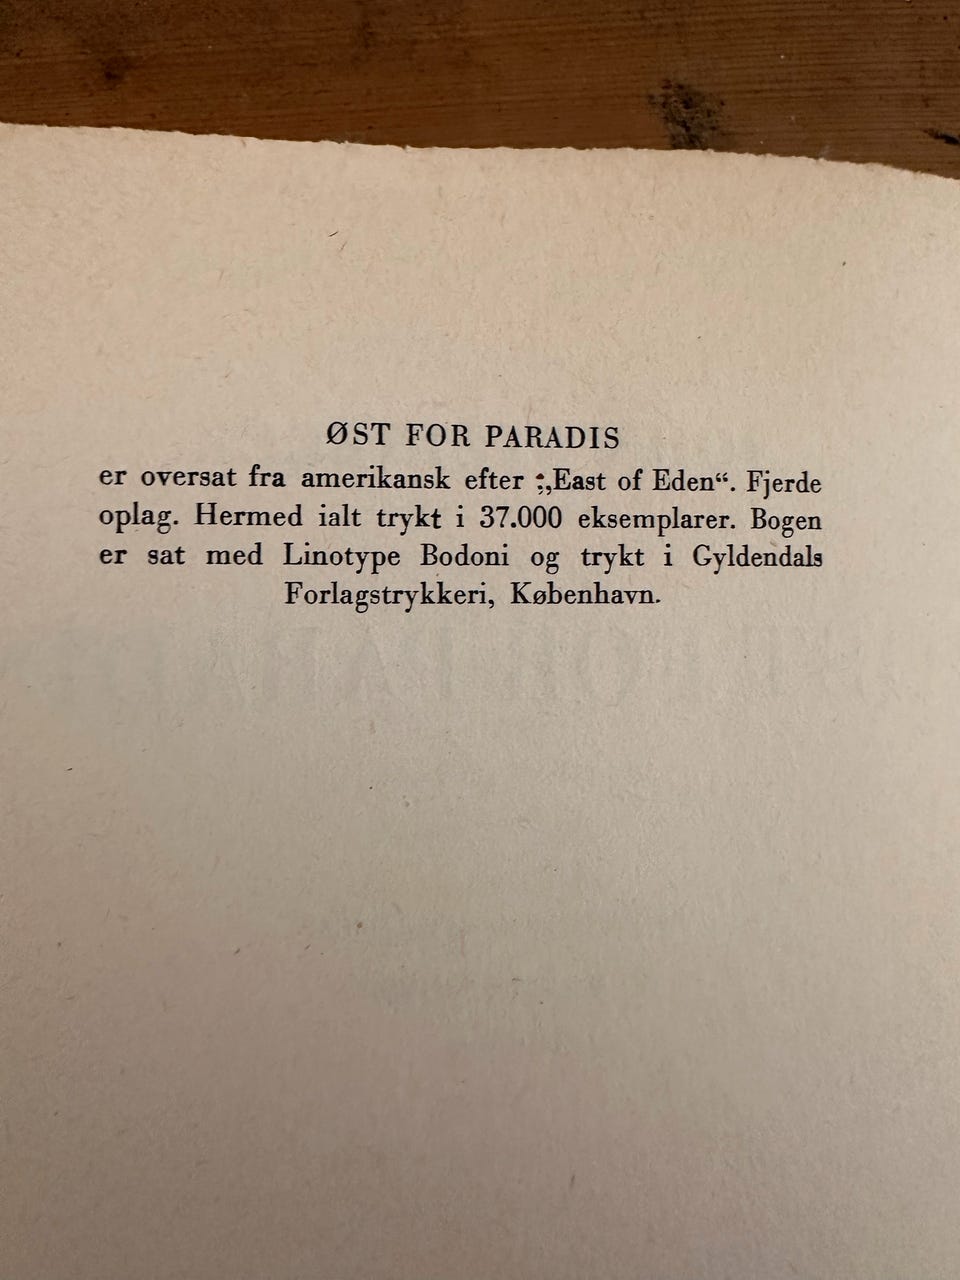 ØST FOR PARADIS
er oversat fra amerikansk efter :„East of Eden“. Fjerde
oplag. Hermed ialt trykt i 37.000 eksemplarer. Bogen
er sat med Linotype Bodoni og trykt i Gyldendals
Forlagstrykkeri, København.